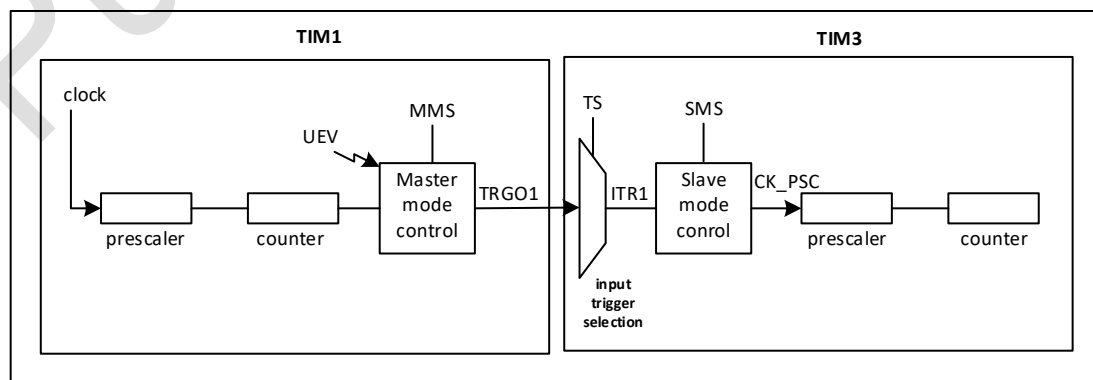 TIM1
TIM3
clock
MMS
UEV
Master
mode
control
TRGO1
prescaler
counter
TS
SMS
ITR1
Slave
mode
conrol
CK_PSC
prescaler
counter
input
trigger
selection